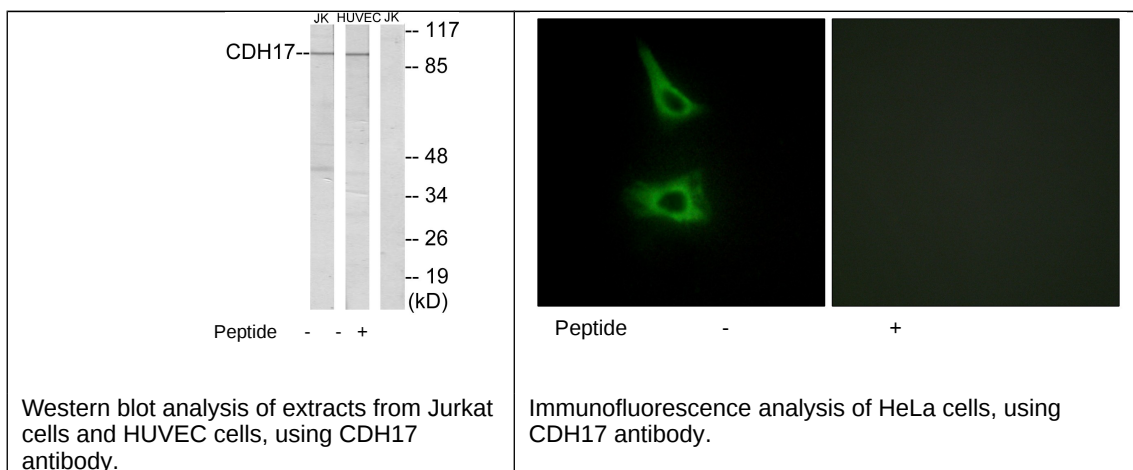 JK HUVEC JK
-- 117
CDH17--
-- 85
-- 48
-- 34
-- 26
-- 19
(kD)
Peptide - - +
Western blot analysis of extracts from Jurkat
cells and HUVEC cells, using CDH17
antibody.
Peptide - +
Immunofluorescence analysis of HeLa cells, using
CDH17 antibody.